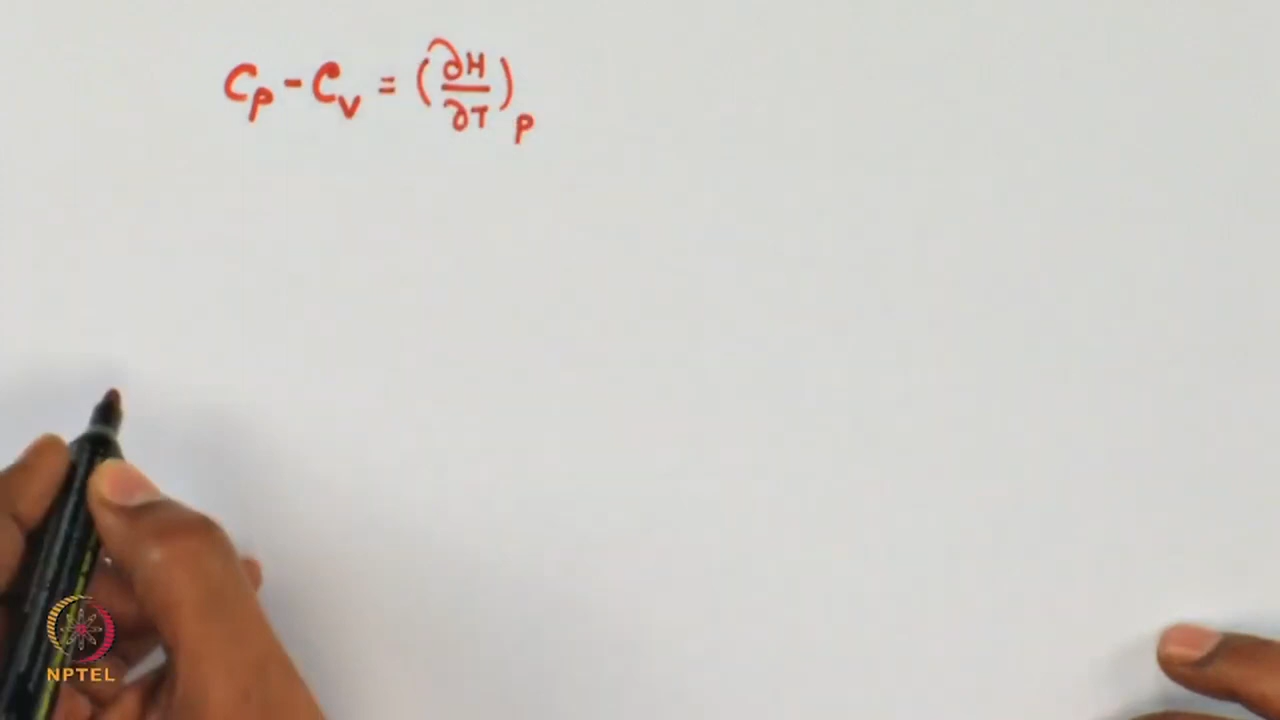 Cₚ - Cᵥ = (∂H/∂T)ₚ
NPTEL